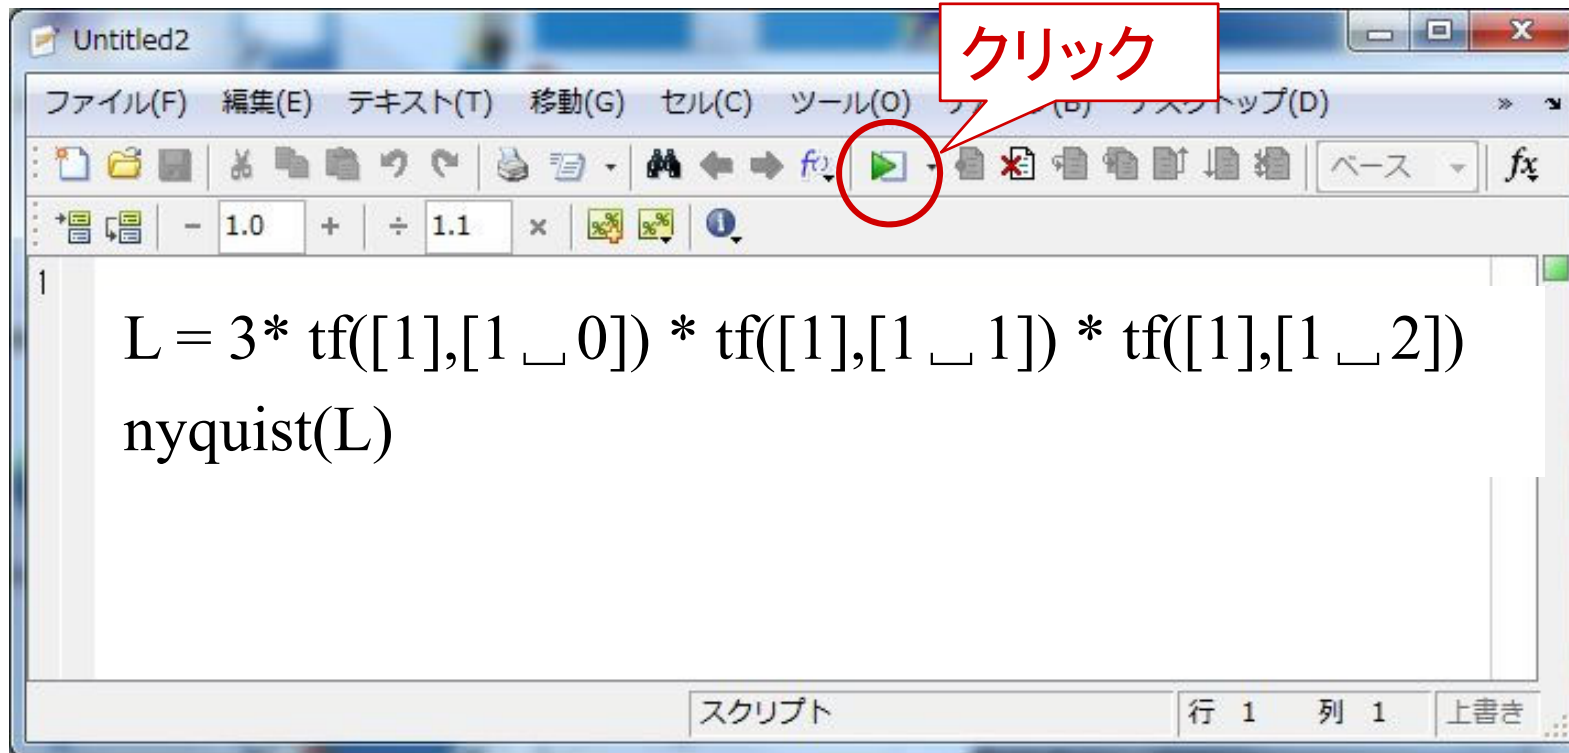 Untitled2
クリック
ファイル(F) 編集(E) テキスト(T) 移動(G) セル(C) ツール(O) (B) デスクトップ(D) »
ベース fx
− 1.0 + ÷ 1.1 ×
1
L = 3* tf([1],[1 ⎵ 0]) * tf([1],[1 ⎵ 1]) * tf([1],[1 ⎵ 2])
nyquist(L)
スクリプト 行 1 列 1 上書き